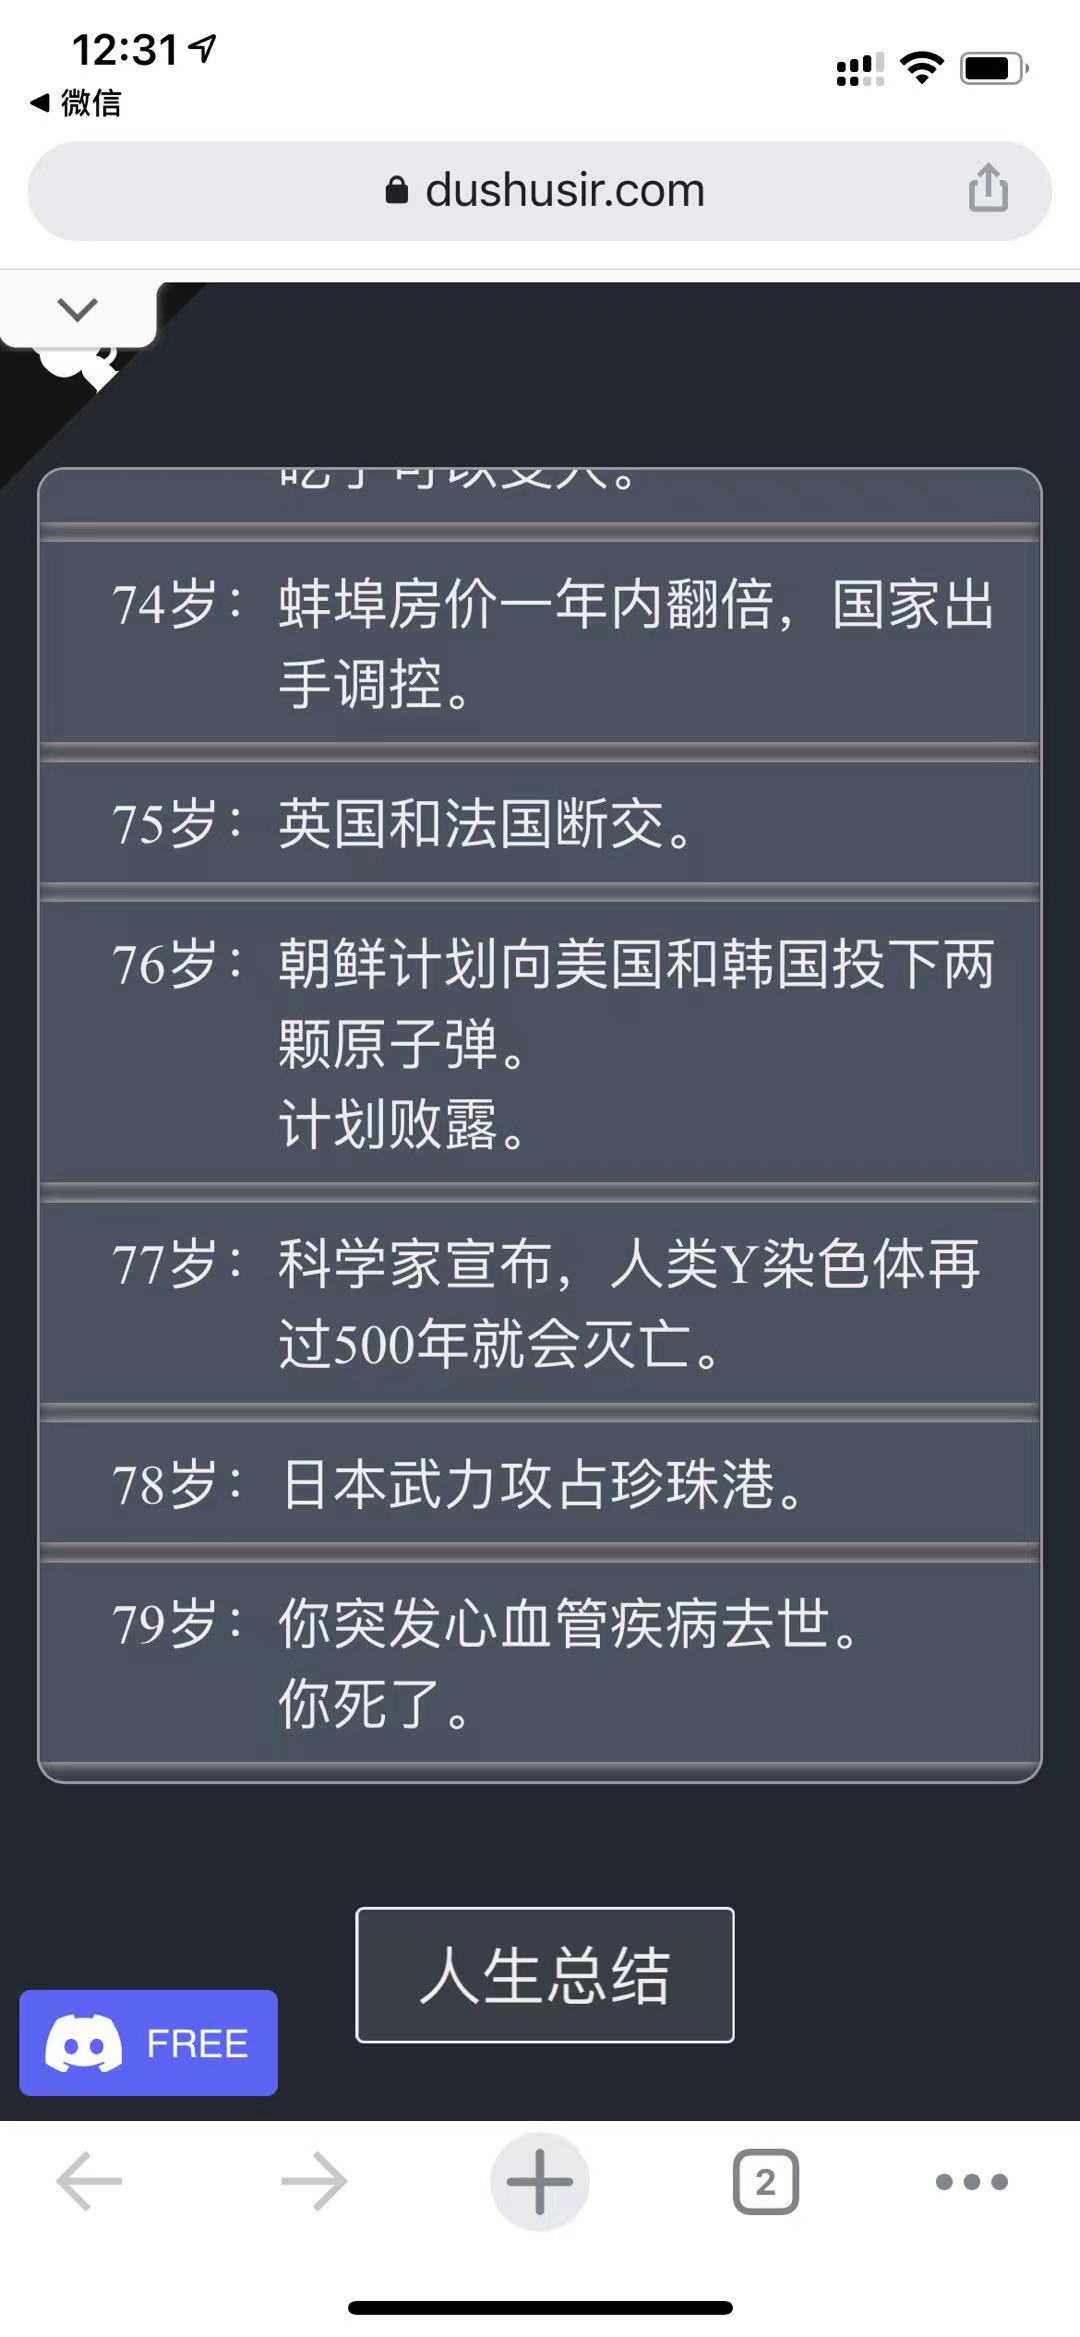 12:31
微信
dushusir.com
74岁：蚌埠房价一年内翻倍，国家出
手调控。
75岁：英国和法国断交。
76岁：朝鲜计划向美国和韩国投下两
颗原子弹。
计划败露。
77岁：科学家宣布，人类Y染色体再
过500年就会灭亡。
78岁：日本武力攻占珍珠港。
79岁：你突发心血管疾病去世。
你死了。
人生总结
FREE
2